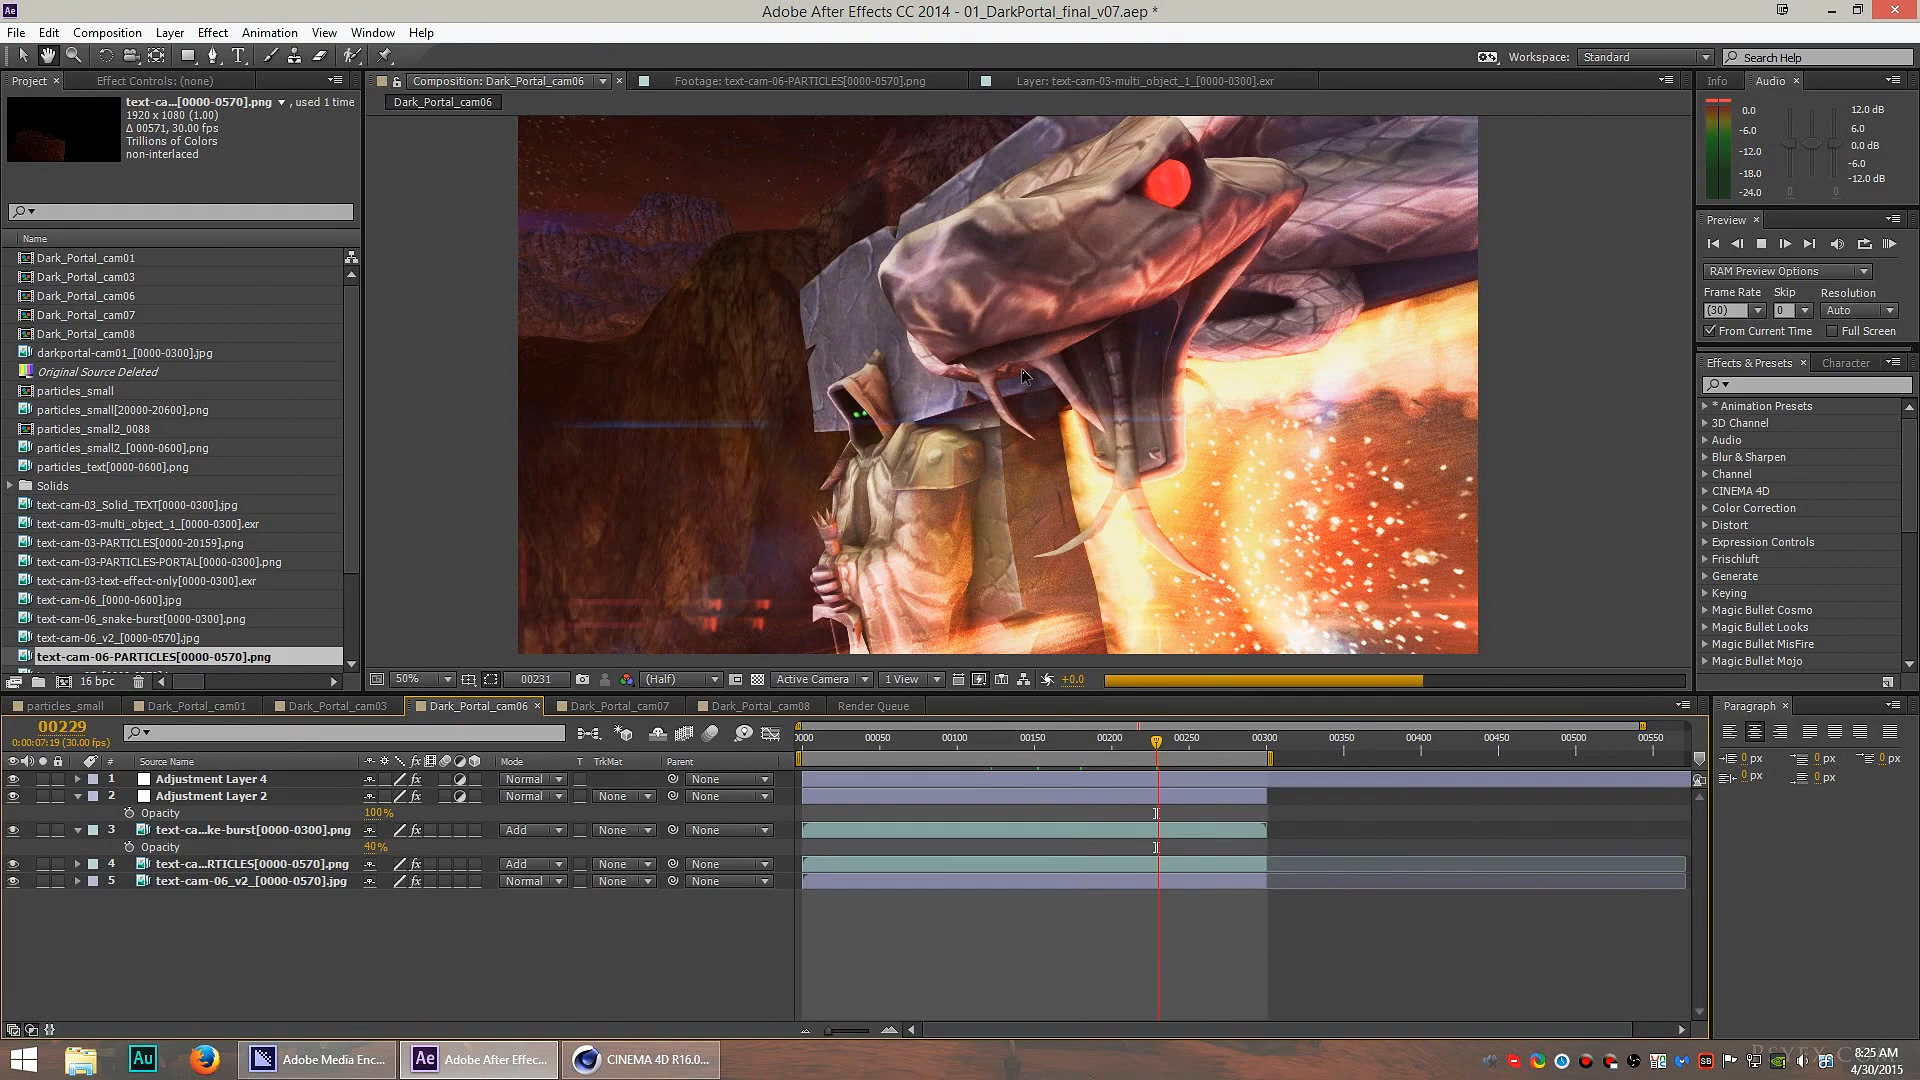 Ae
Adobe After Effects CC 2014 - 01_DarkPortal_final_v07.aep *
File Edit Composition Layer Effect Animation View Window Help
Workspace: Standard Search Help
Project × Effect Controls: (none)
Composition: Dark_Portal_cam06 × Footage: text-cam-06-PARTICLES[0000-0570].png Layer: text-cam-03-multi_object_1_[0000-0300].exr
Dark_Portal_cam06
text-ca...[0000-0570].png ▼ , used 1 time
1920 x 1080 (1.00)
Δ 00571, 30.00 fps
Trillions of Colors
non-interlaced
Name
Dark_Portal_cam01
Dark_Portal_cam03
Dark_Portal_cam06
Dark_Portal_cam07
Dark_Portal_cam08
darkportal-cam01_[0000-0300].jpg
Original Source Deleted
particles_small
particles_small[20000-20600].png
particles_small2_0088
particles_small2_[0000-0600].png
particles_text[0000-0600].png
Solids
text-cam-03_Solid_TEXT[0000-0300].jpg
text-cam-03-multi_object_1_[0000-0300].exr
text-cam-03-PARTICLES[0000-20159].png
text-cam-03-PARTICLES-PORTAL[0000-0300].png
text-cam-03-text-effect-only[0000-0300].exr
text-cam-06_[0000-0600].jpg
text-cam-06_snake-burst[0000-0300].png
text-cam-06_v2_[0000-0570].jpg
text-cam-06-PARTICLES[0000-0570].png
16 bpc
50% 00231 (Half) Active Camera 1 View +0.0
Info Audio ×
0.0 12.0 dB
-6.0 6.0
-12.0 0.0 dB
-18.0 -6.0
-24.0 -12.0 dB
0 0
Preview ×
RAM Preview Options
Frame Rate Skip Resolution
(30) 0 Auto
From Current Time Full Screen
Effects & Presets × Character
* Animation Presets
3D Channel
Audio
Blur & Sharpen
Channel
CINEMA 4D
Color Correction
Distort
Expression Controls
Frischluft
Generate
Keying
Magic Bullet Cosmo
Magic Bullet Looks
Magic Bullet MisFire
Magic Bullet Mojo
particles_small Dark_Portal_cam01 Dark_Portal_cam03 Dark_Portal_cam06 × Dark_Portal_cam07 Dark_Portal_cam08 Render Queue
00229
0:00:07:19 (30.00 fps)
0000 00050 00100 00150 00200 00250 00300 00350 00400 00450 00500 00550
# Source Name fx Mode T TrkMat Parent
1 Adjustment Layer 4 fx Normal None
2 Adjustment Layer 2 fx Normal None None
Opacity 100%
3 text-ca...ke-burst[0000-0300].png fx Add None None
Opacity 40%
4 text-ca...RTICLES[0000-0570].png fx Add None None
5 text-cam-06_v2_[0000-0570].jpg fx Normal None None
Paragraph ×
0 px 0 px 0 px
0 px 0 px
Au Adobe Media Enc... Ae Adobe After Effec... CINEMA 4D R16.0...
SB
8:25 AM
4/30/2015